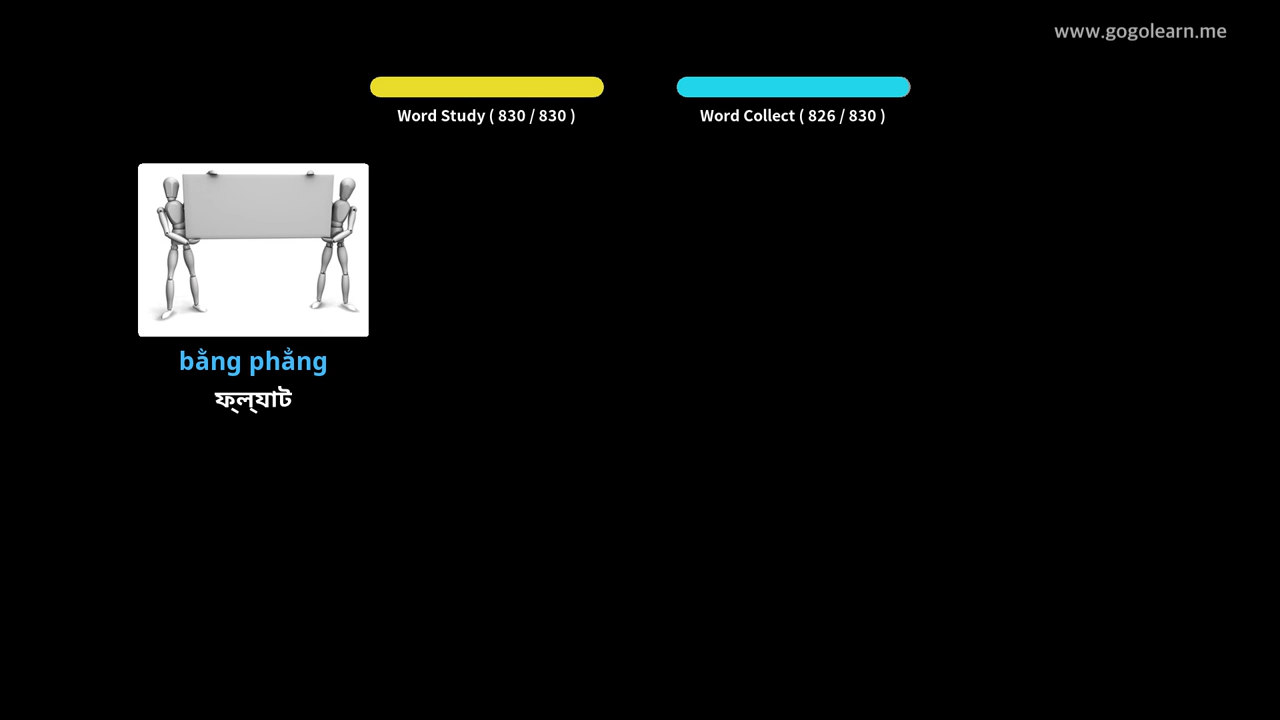 www.gogolearn.me
Word Study ( 830 / 830 )
Word Collect ( 826 / 830 )
bằng phẳng
ফ্ল্যাট